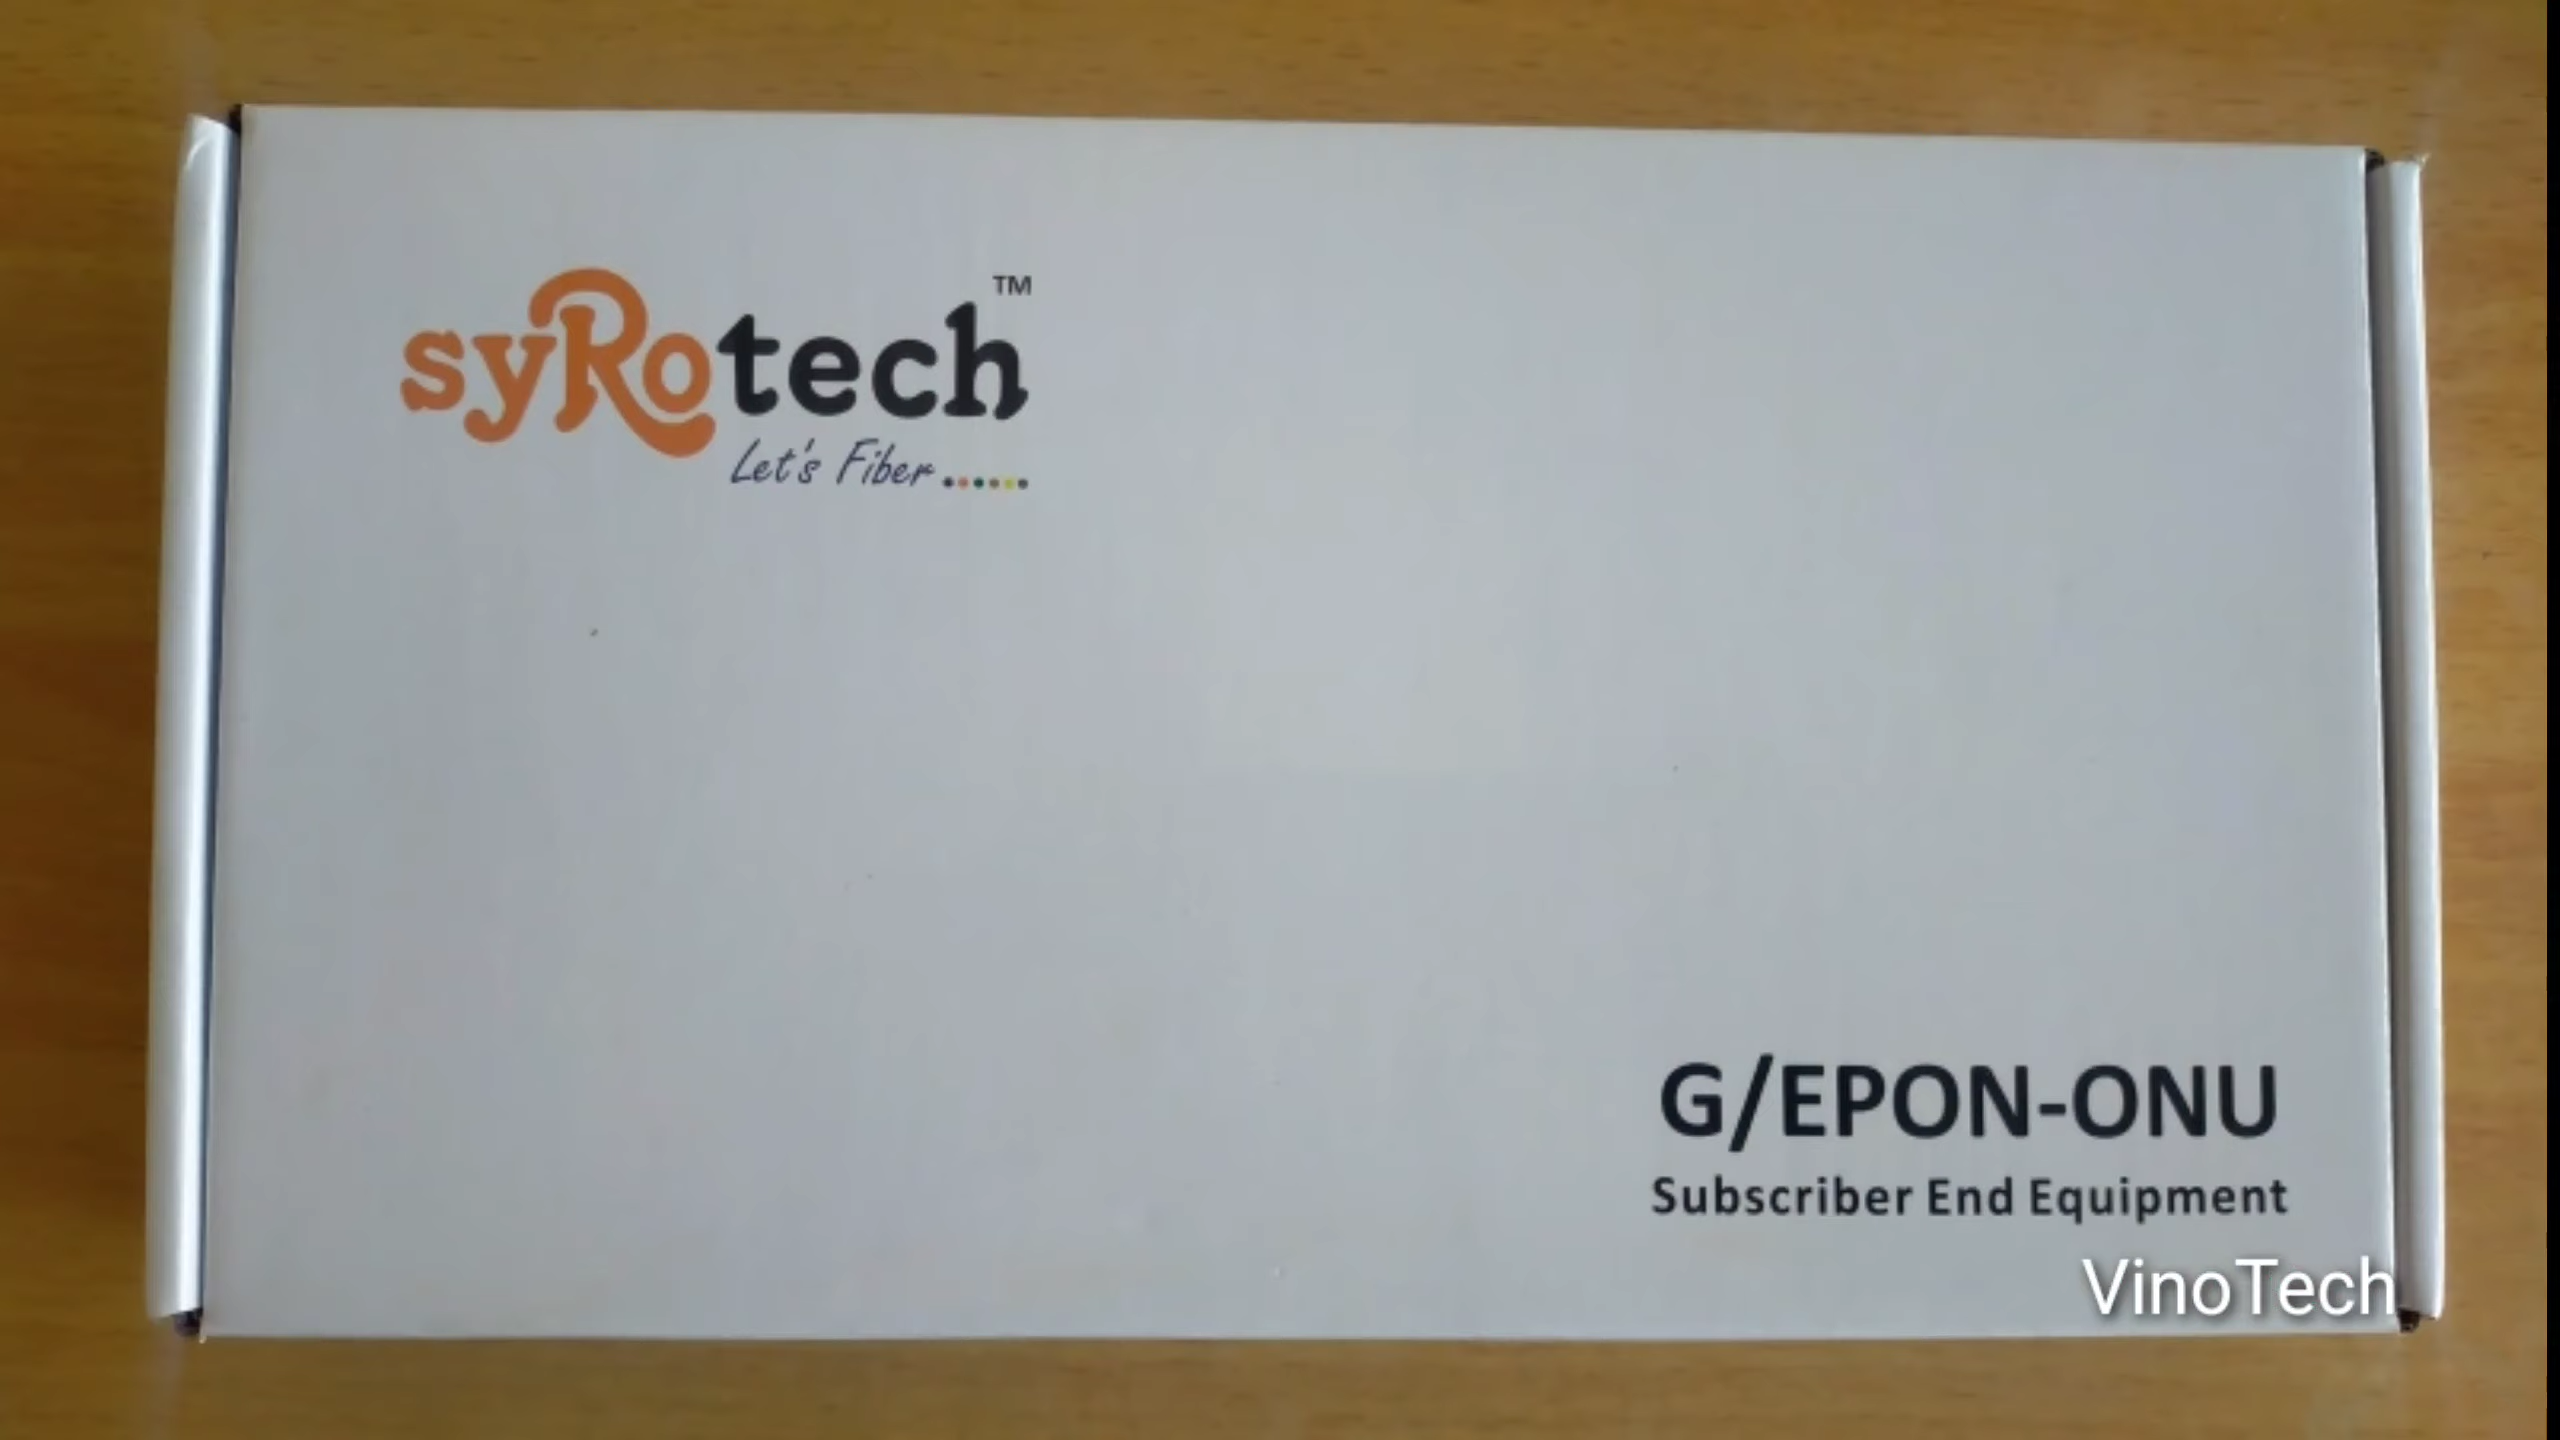 syRotech™
Let's Fiber......
G/EPON-ONU
Subscriber End Equipment
VinoTech